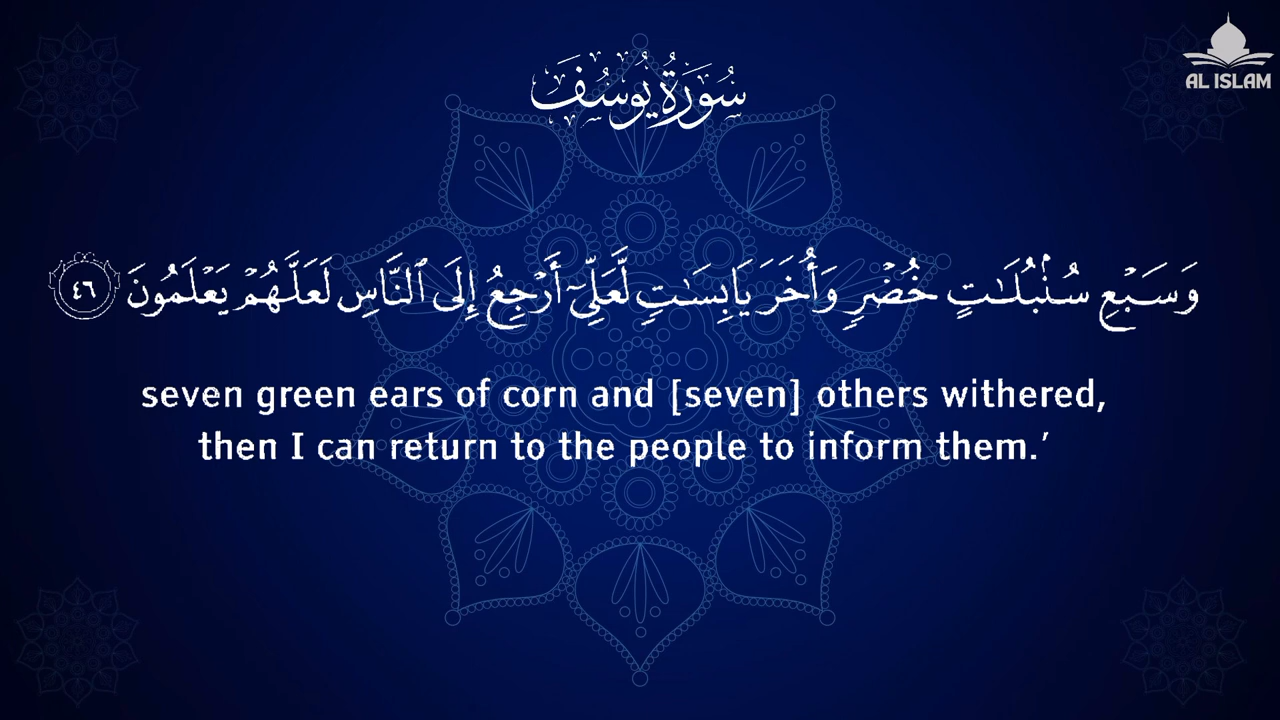 سُورَةُ يُوسُفَ
AL ISLAM
وَسَبْعِ سُنۢبُلَـٰتٍ خُضْرٍ وَأُخَرَ يَابِسَـٰتٍ لَّعَلِّىٓ أَرْجِعُ إِلَى ٱلنَّاسِ لَعَلَّهُمْ يَعْلَمُونَ ٤٦
seven green ears of corn and [seven] others withered,
then I can return to the people to inform them.’